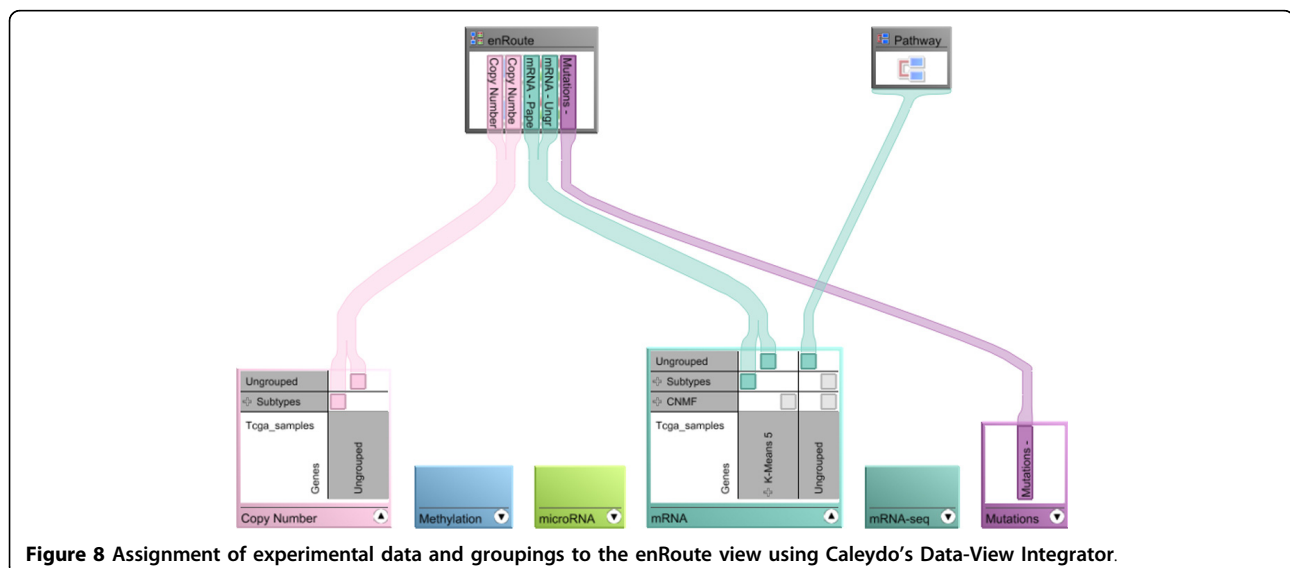 enRoute
Pathway
Copy Number
Copy Numbe
mRNA - Pape
mRNA - Ungr
Mutations -
Ungrouped
Subtypes
Tcga_samples
Genes
Ungrouped
Copy Number
Methylation
microRNA
Ungrouped
Subtypes
CNMF
Tcga_samples
Genes
K-Means 5
Ungrouped
mRNA
mRNA-seq
Mutations -
Mutations
Figure 8 Assignment of experimental data and groupings to the enRoute view using Caleydo's Data-View Integrator.